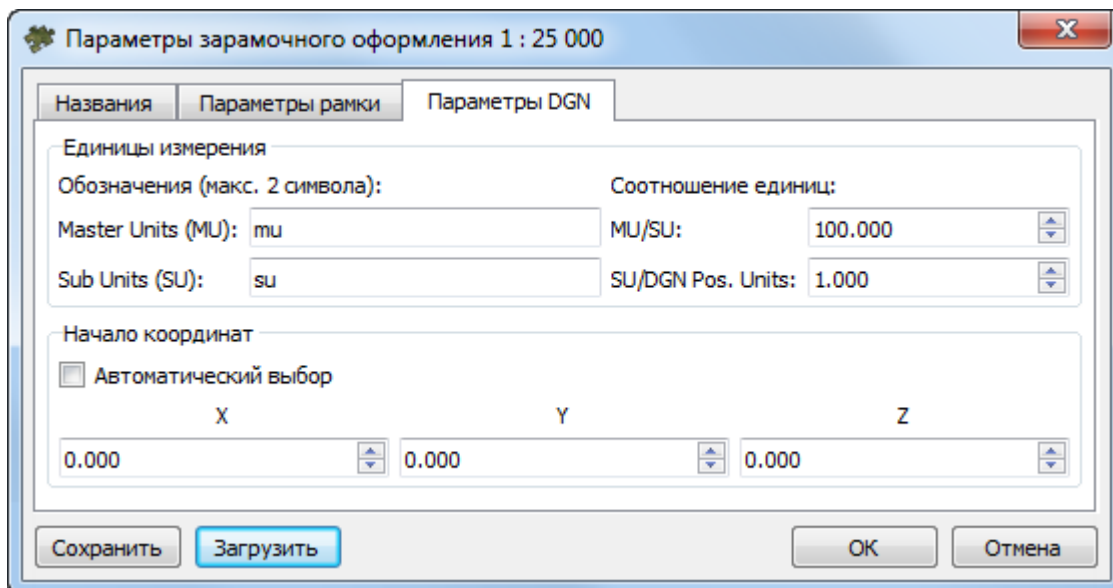 Параметры зарамочного оформления 1 : 25 000
Названия Параметры рамки Параметры DGN
Единицы измерения
Обозначения (макс. 2 символа): Соотношение единиц:
Master Units (MU): mu MU/SU: 100.000
Sub Units (SU): su SU/DGN Pos. Units: 1.000
Начало координат
Автоматический выбор
X Y Z
0.000 0.000 0.000
Сохранить Загрузить OK Отмена